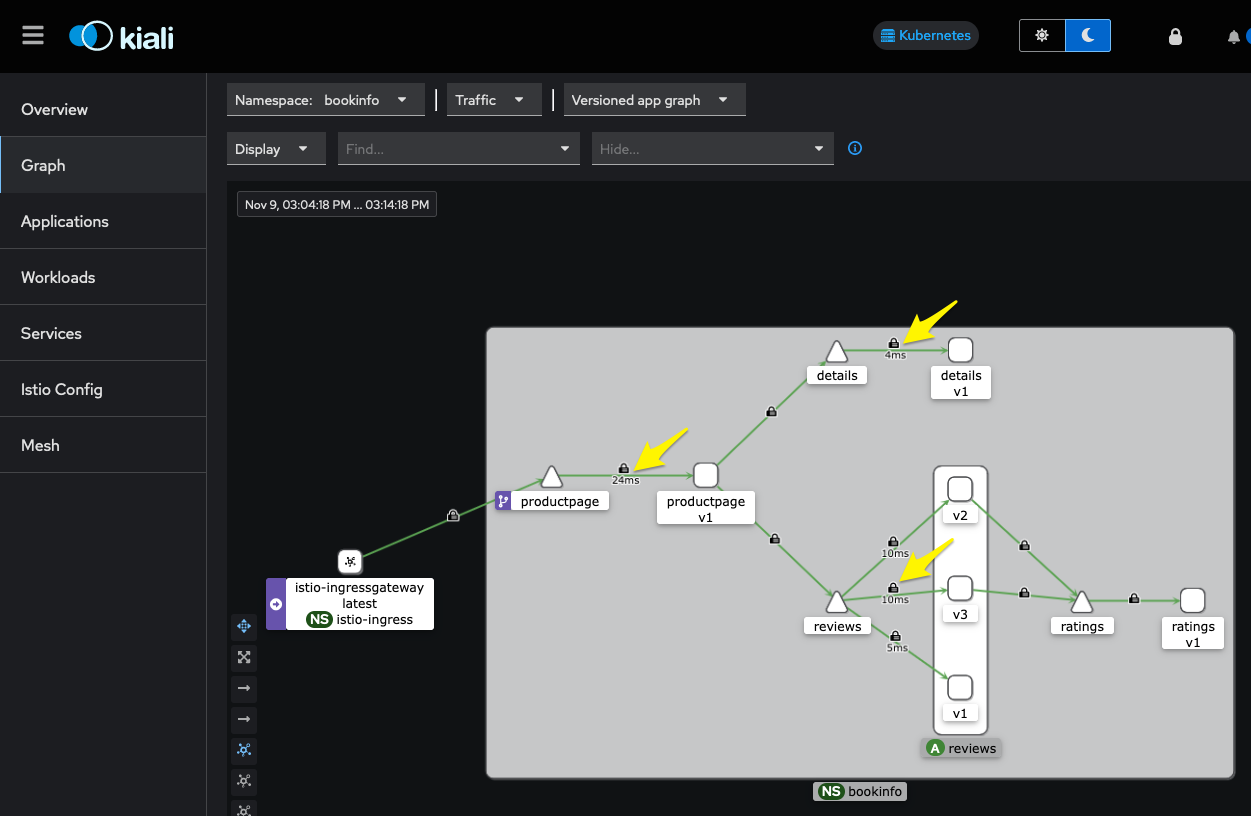 kiali
Kubernetes
Overview
Graph
Applications
Workloads
Services
Istio Config
Mesh
Namespace: bookinfo
Traffic
Versioned app graph
Display
Find...
Hide...
Nov 9, 03:04:18 PM ... 03:14:18 PM
4ms
details
details
v1
24ms
productpage
productpage
v1
v2
10ms
istio-ingressgateway
latest
NS istio-ingress
10ms
reviews
v3
ratings
ratings
v1
5ms
v1
A reviews
NS bookinfo